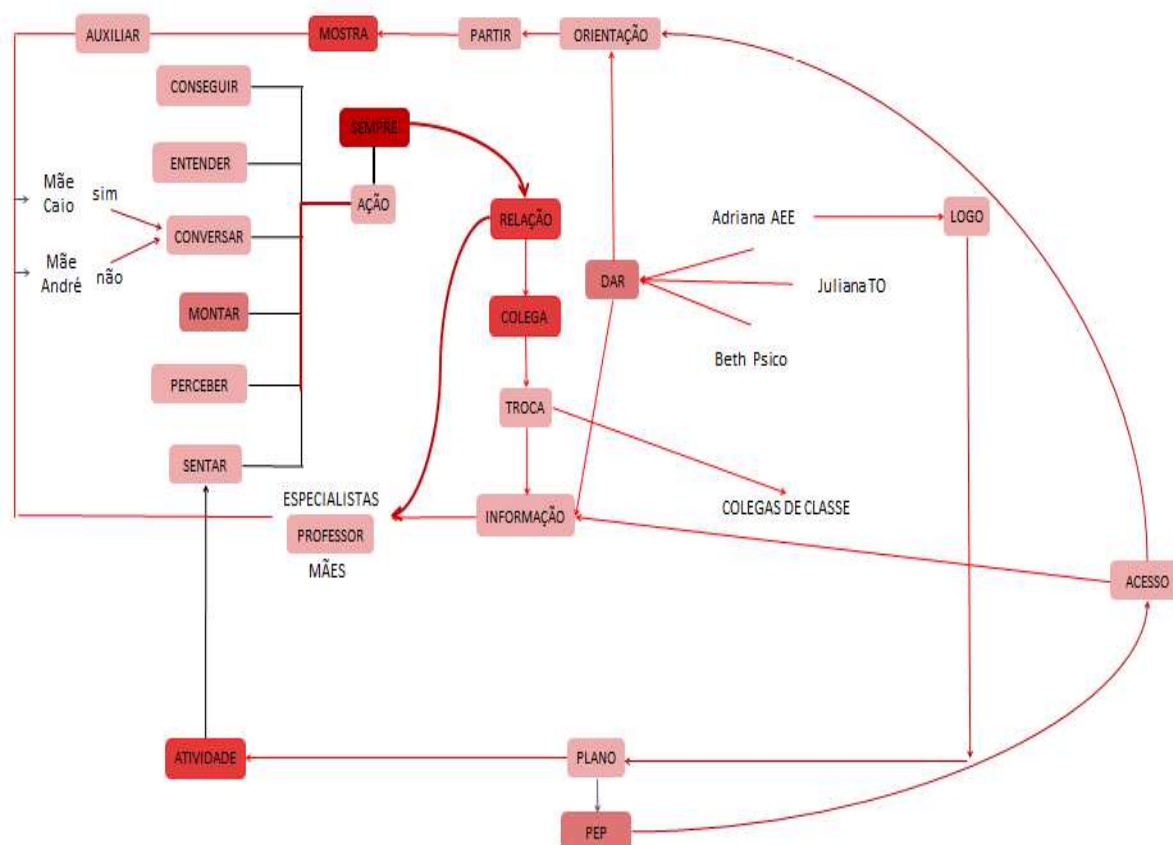 AUXILIAR
MOSTRA
PARTIR
ORIENTAÇÃO
CONSEGUIR
SEMPRE
ENTENDER
Mãe
Caio
sim
AÇÃO
RELAÇÃO
Adriana AEE
LOGO
CONVERSAR
Mãe
André
não
DAR
JulianaTO
MONTAR
COLEGA
Beth Psico
PERCEBER
TROCA
SENTAR
ESPECIALISTAS
PROFESSOR
MÃES
INFORMAÇÃO
COLEGAS DE CLASSE
ACESSO
ATIVIDADE
PLANO
PEP